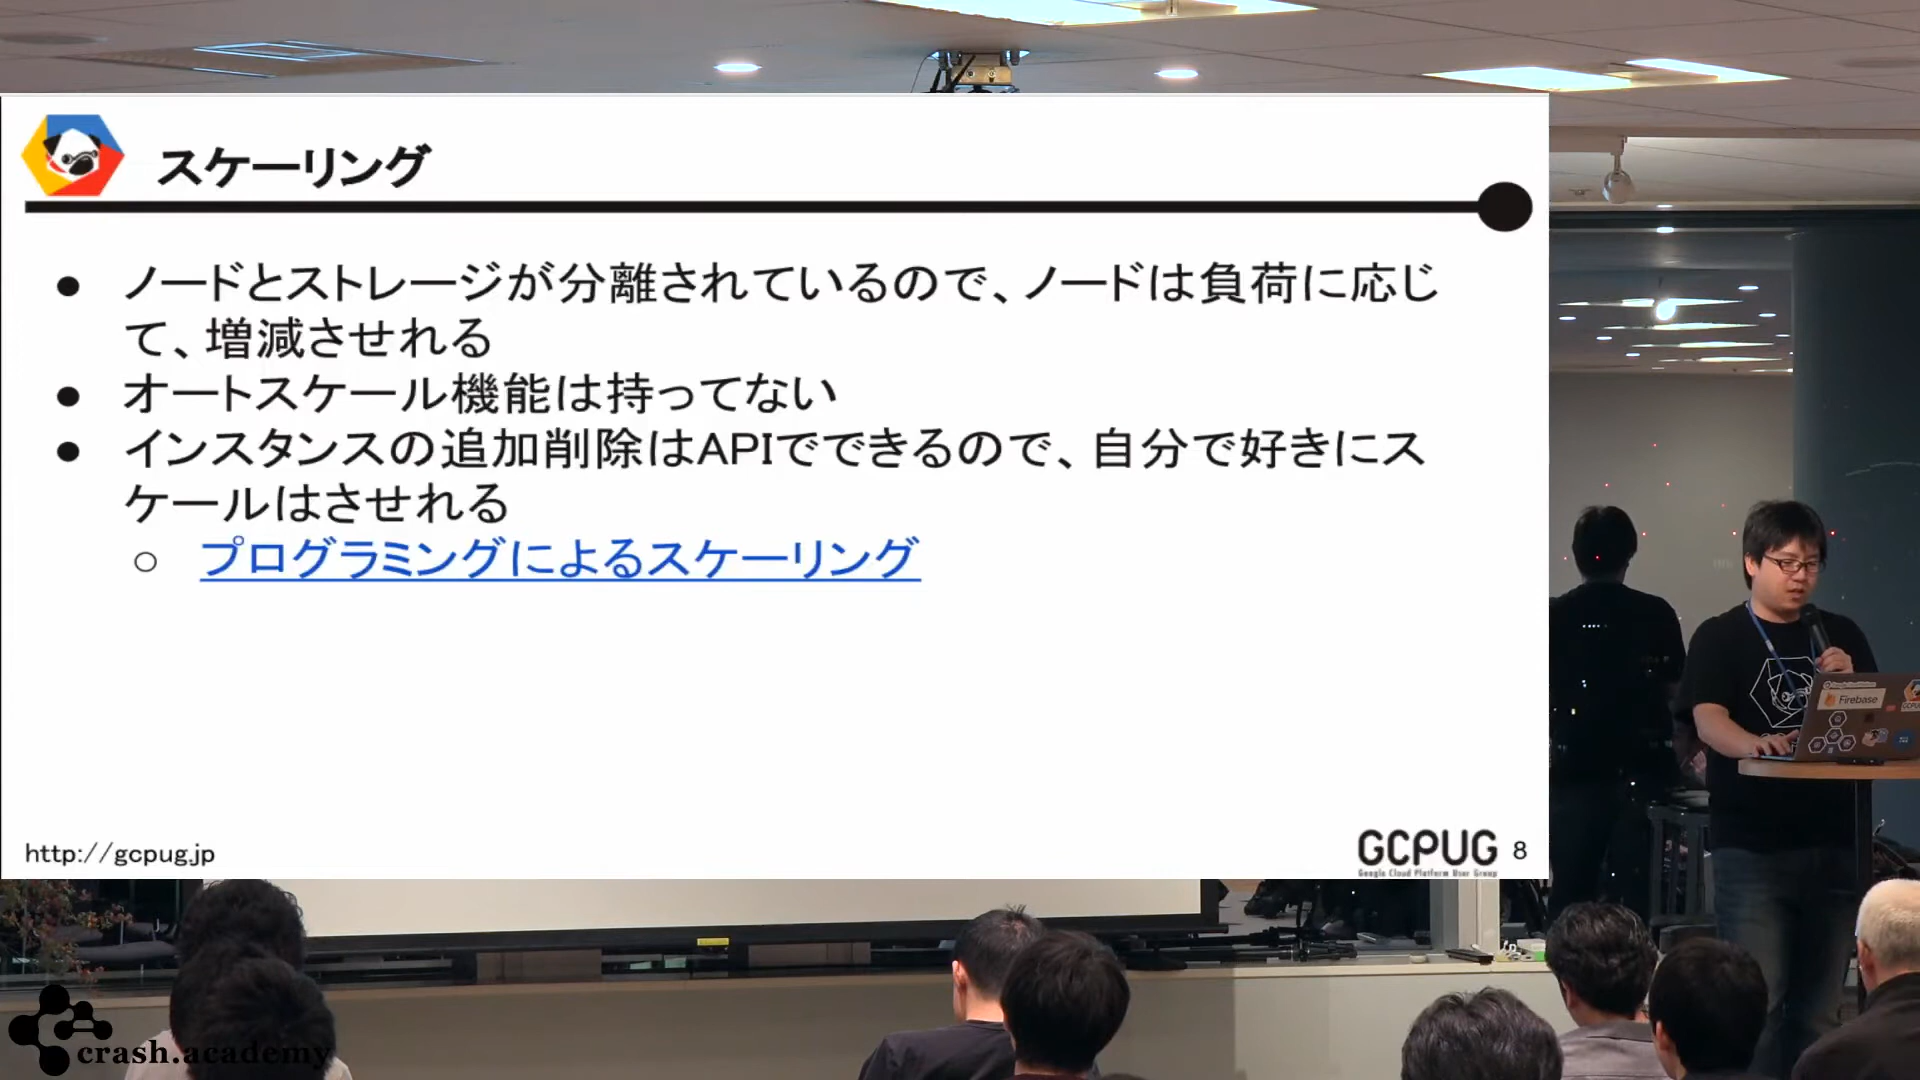 スケーリング
● ノードとストレージが分離されているので、ノードは負荷に応じ
て、増減させれる
● オートスケール機能は持ってない
● インスタンスの追加削除はAPIでできるので、自分で好きにス
ケールはさせれる
○ プログラミングによるスケーリング
http://gcpug.jp
GCPUG 8
Google Cloud Platform User Group
Firebase
crash.academy